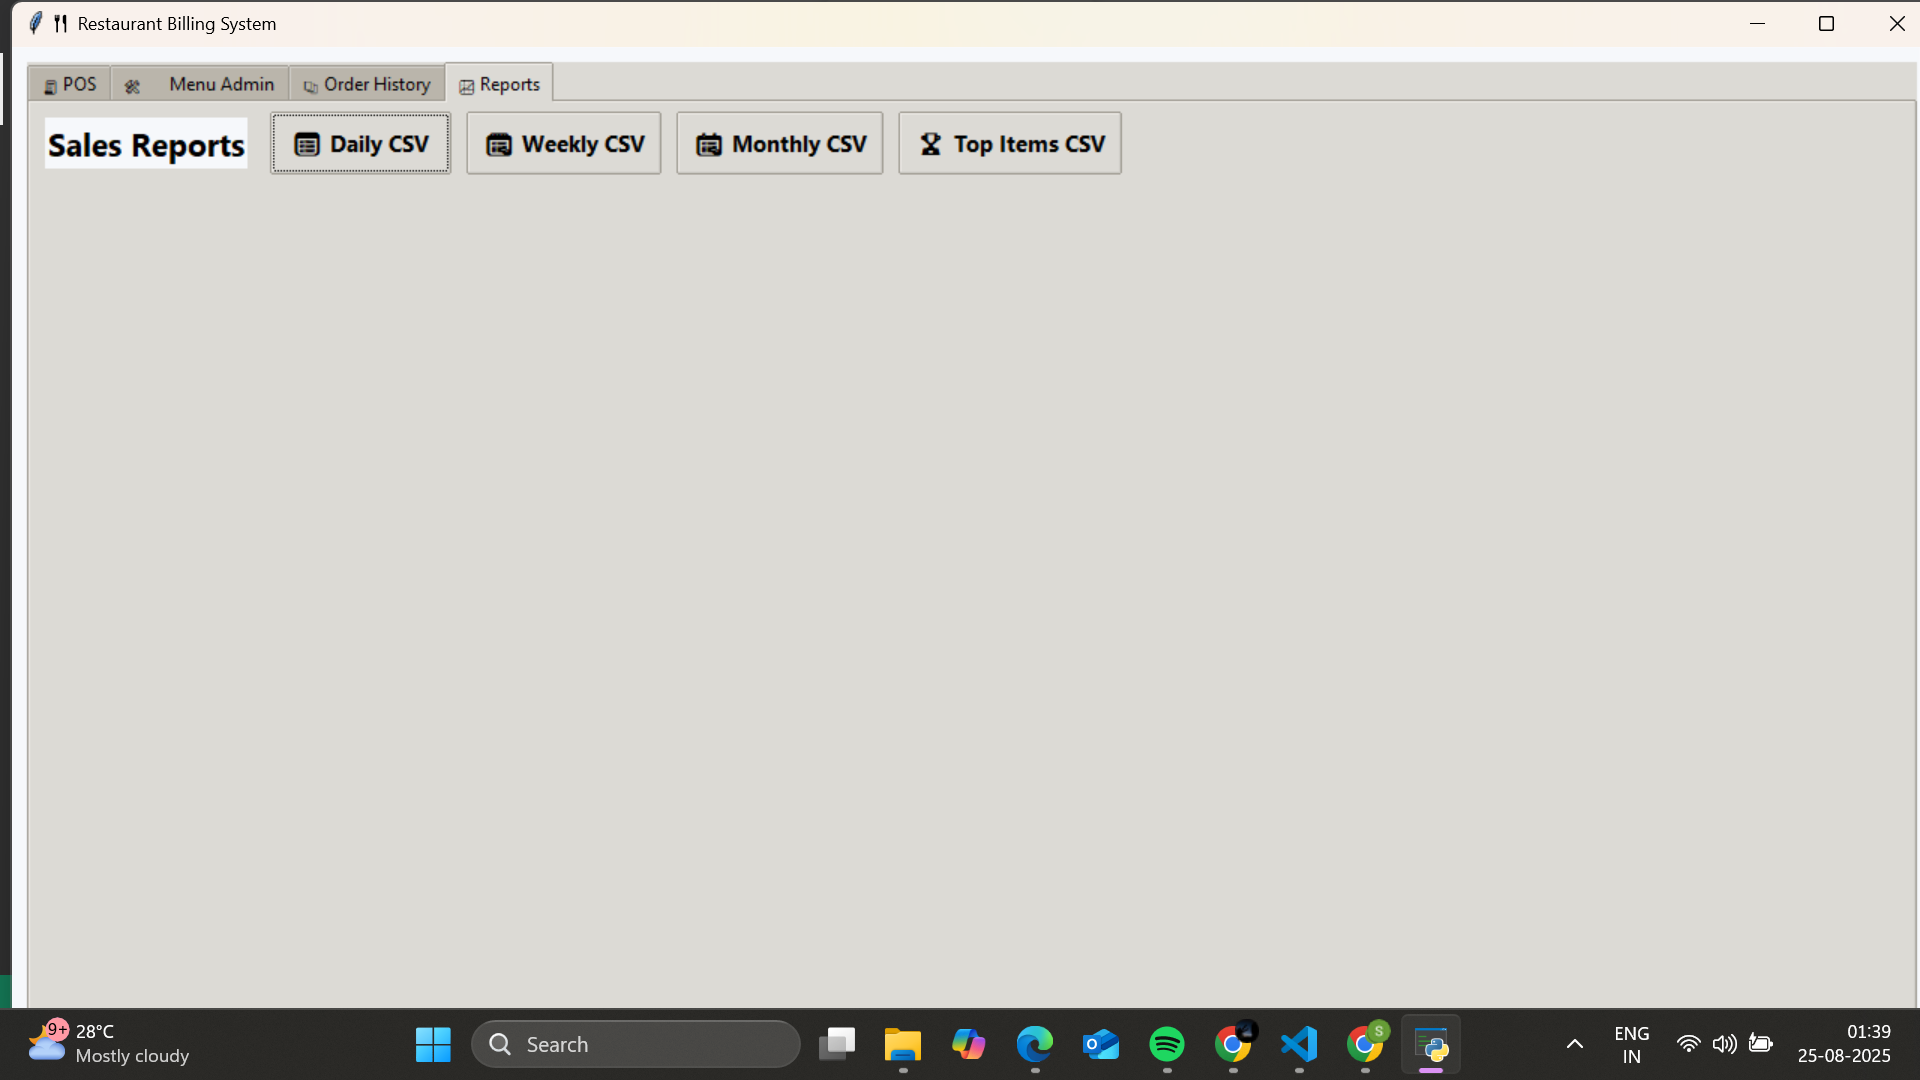 Restaurant Billing System
POS Menu Admin Order History Reports
Sales Reports Daily CSV Weekly CSV Monthly CSV Top Items CSV
9+ 28°C
Mostly cloudy
Search
S
ENG
IN
01:39
25-08-2025